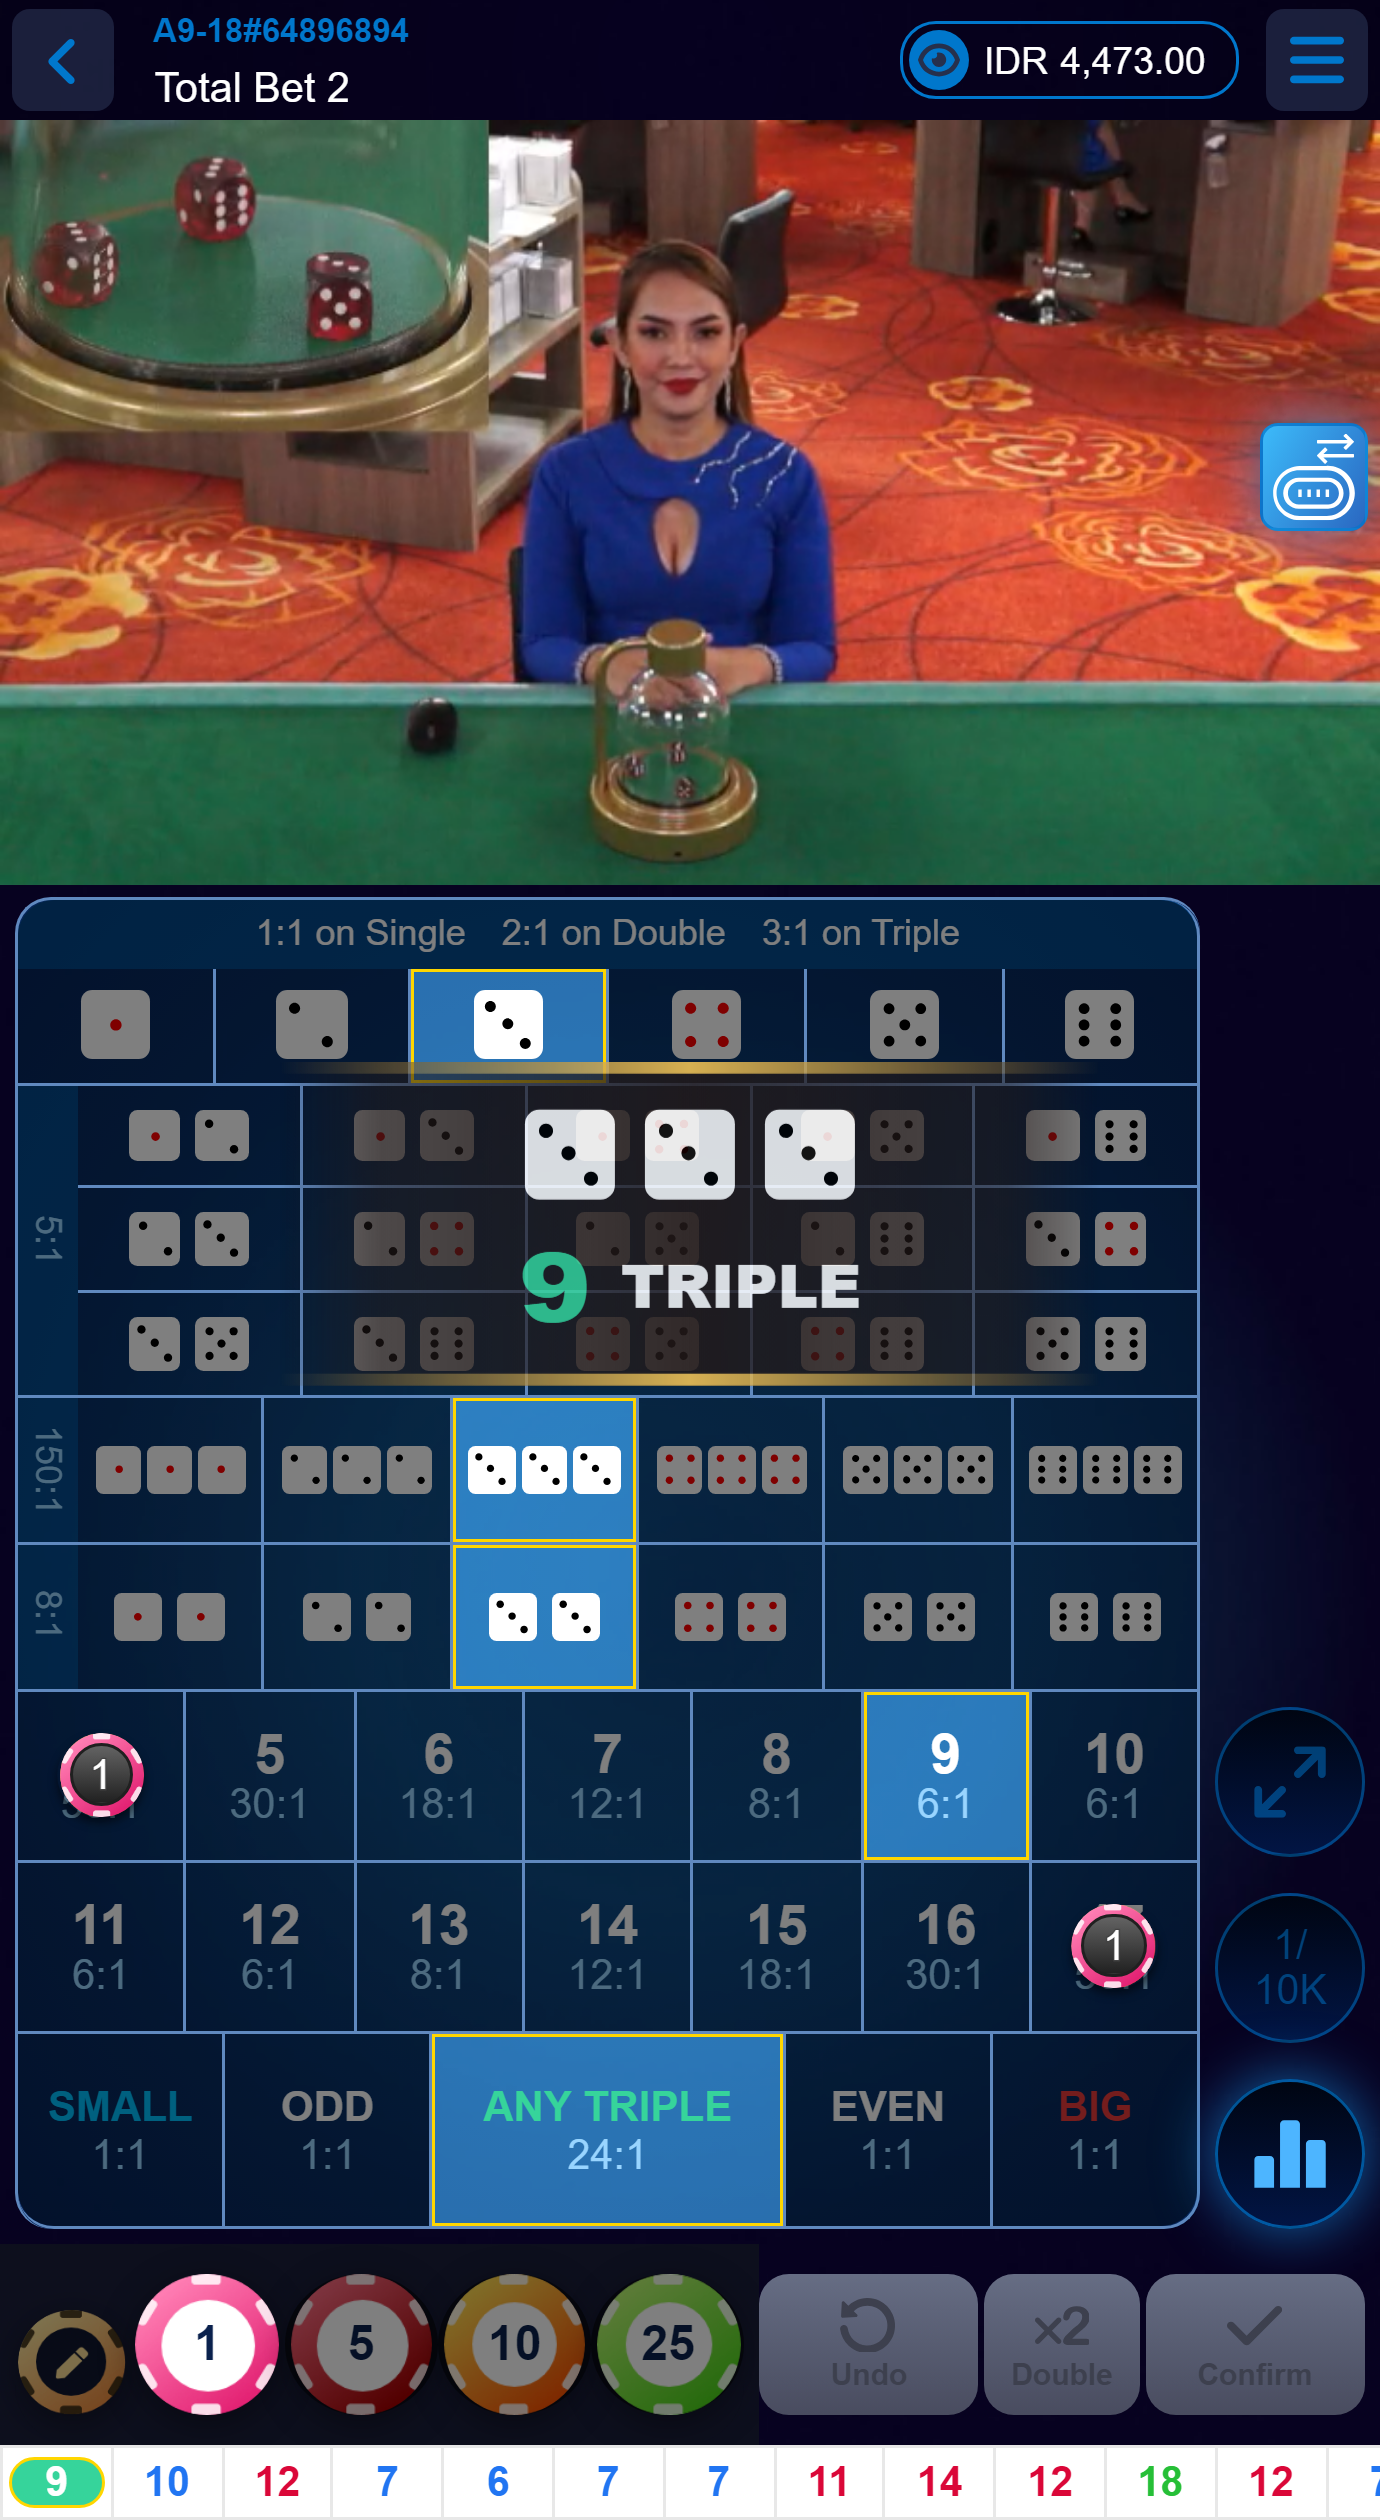 A9-18#64896894
Total Bet 2
IDR 4,473.00
1:1 on Single 2:1 on Double 3:1 on Triple
5:1
9 TRIPLE
150:1
8:1
1
5 6 7 8 9 10
30:1 18:1 12:1 8:1 6:1 6:1
11 12 13 14 15 16
1
6:1 6:1 8:1 12:1 18:1 30:1
1/
10K
SMALL ODD ANY TRIPLE EVEN BIG
1:1 1:1 24:1 1:1 1:1
1 5 10 25
x2
Undo Double Confirm
9 10 12 7 6 7 7 11 14 12 18 12